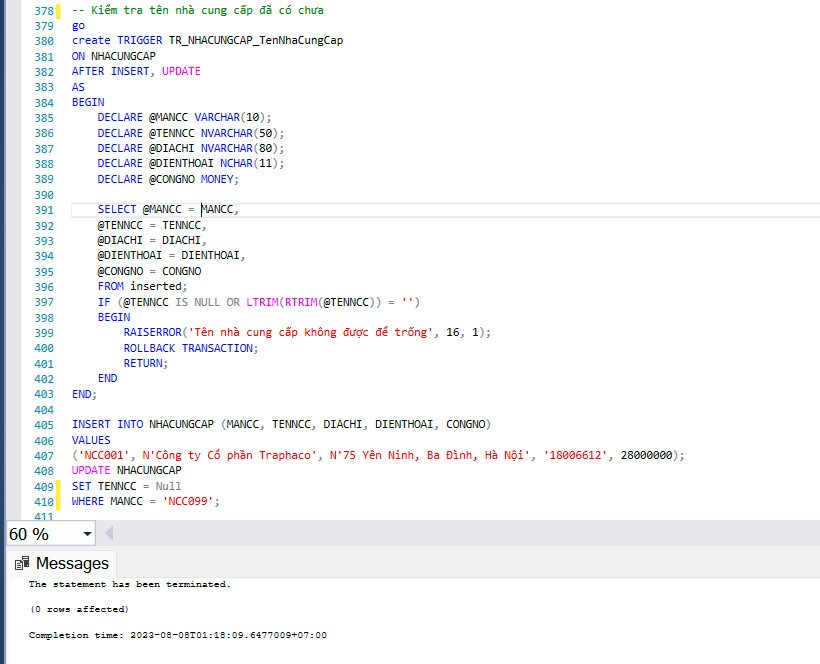 378 -- Kiểm tra tên nhà cung cấp đã có chưa
379 go
380 create TRIGGER TR_NHACUNGCAP_TenNhaCungCap
381 ON NHACUNGCAP
382 AFTER INSERT, UPDATE
383 AS
384 BEGIN
385 DECLARE @MANCC VARCHAR(10);
386 DECLARE @TENNCC NVARCHAR(50);
387 DECLARE @DIACHI NVARCHAR(80);
388 DECLARE @DIENTHOAI NCHAR(11);
389 DECLARE @CONGNO MONEY;
390
391 SELECT @MANCC = MANCC,
392 @TENNCC = TENNCC,
393 @DIACHI = DIACHI,
394 @DIENTHOAI = DIENTHOAI,
395 @CONGNO = CONGNO
396 FROM inserted;
397 IF (@TENNCC IS NULL OR LTRIM(RTRIM(@TENNCC)) = '')
398 BEGIN
399 RAISERROR('Tên nhà cung cấp không được để trống', 16, 1);
400 ROLLBACK TRANSACTION;
401 RETURN;
402 END
403 END;
404
405 INSERT INTO NHACUNGCAP (MANCC, TENNCC, DIACHI, DIENTHOAI, CONGNO)
406 VALUES
407 ('NCC001', N'Công ty Cổ phần Traphaco', N'75 Yên Ninh, Ba Đình, Hà Nội', '18006612', 28000000);
408 UPDATE NHACUNGCAP
409 SET TENNCC = Null
410 WHERE MANCC = 'NCC099';
411
60 %
Messages
The statement has been terminated.
(0 rows affected)
Completion time: 2023-08-08T01:18:09.6477009+07:00